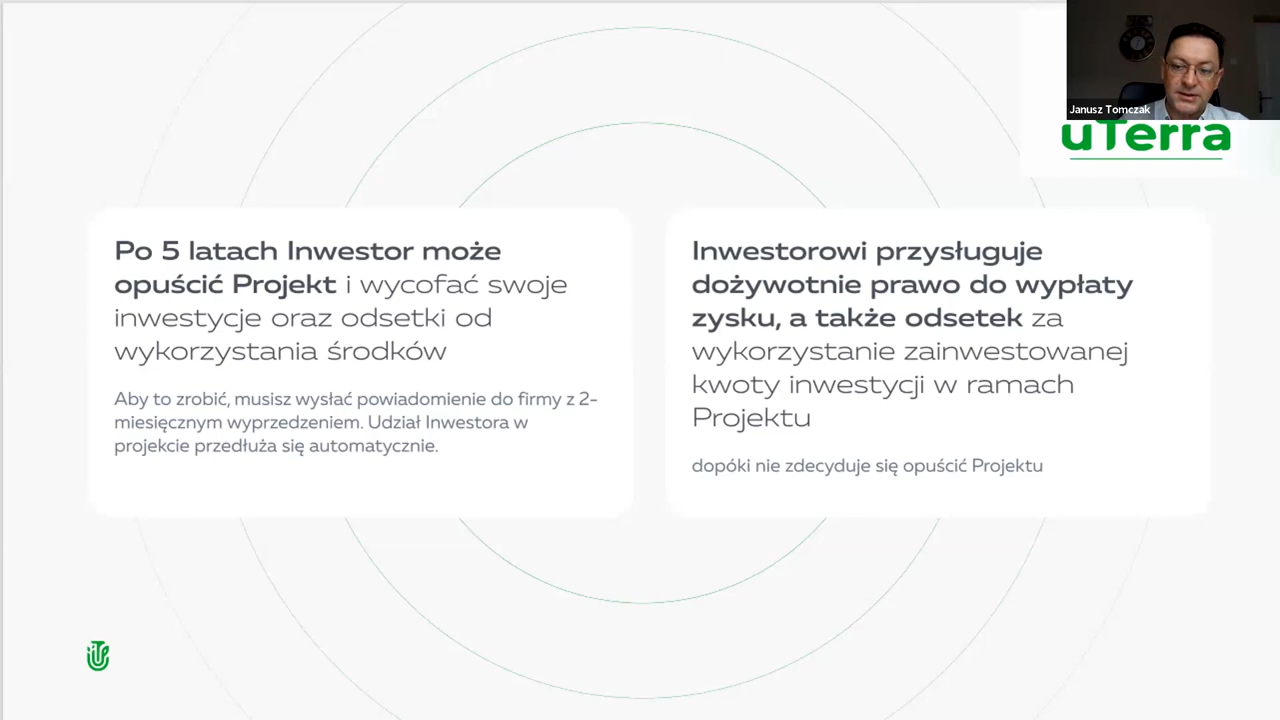 Janusz Tomczak
uTerra
Po 5 latach Inwestor może
opuścić Projekt i wycofać swoje
inwestycje oraz odsetki od
wykorzystania środków
Aby to zrobić, musisz wysłać powiadomienie do firmy z 2-
miesięcznym wyprzedzeniem. Udział Inwestora w
projekcie przedłuża się automatycznie.
Inwestorowi przysługuje
dożywotnie prawo do wypłaty
zysku, a także odsetek za
wykorzystanie zainwestowanej
kwoty inwestycji w ramach
Projektu
dopóki nie zdecyduje się opuścić Projektu